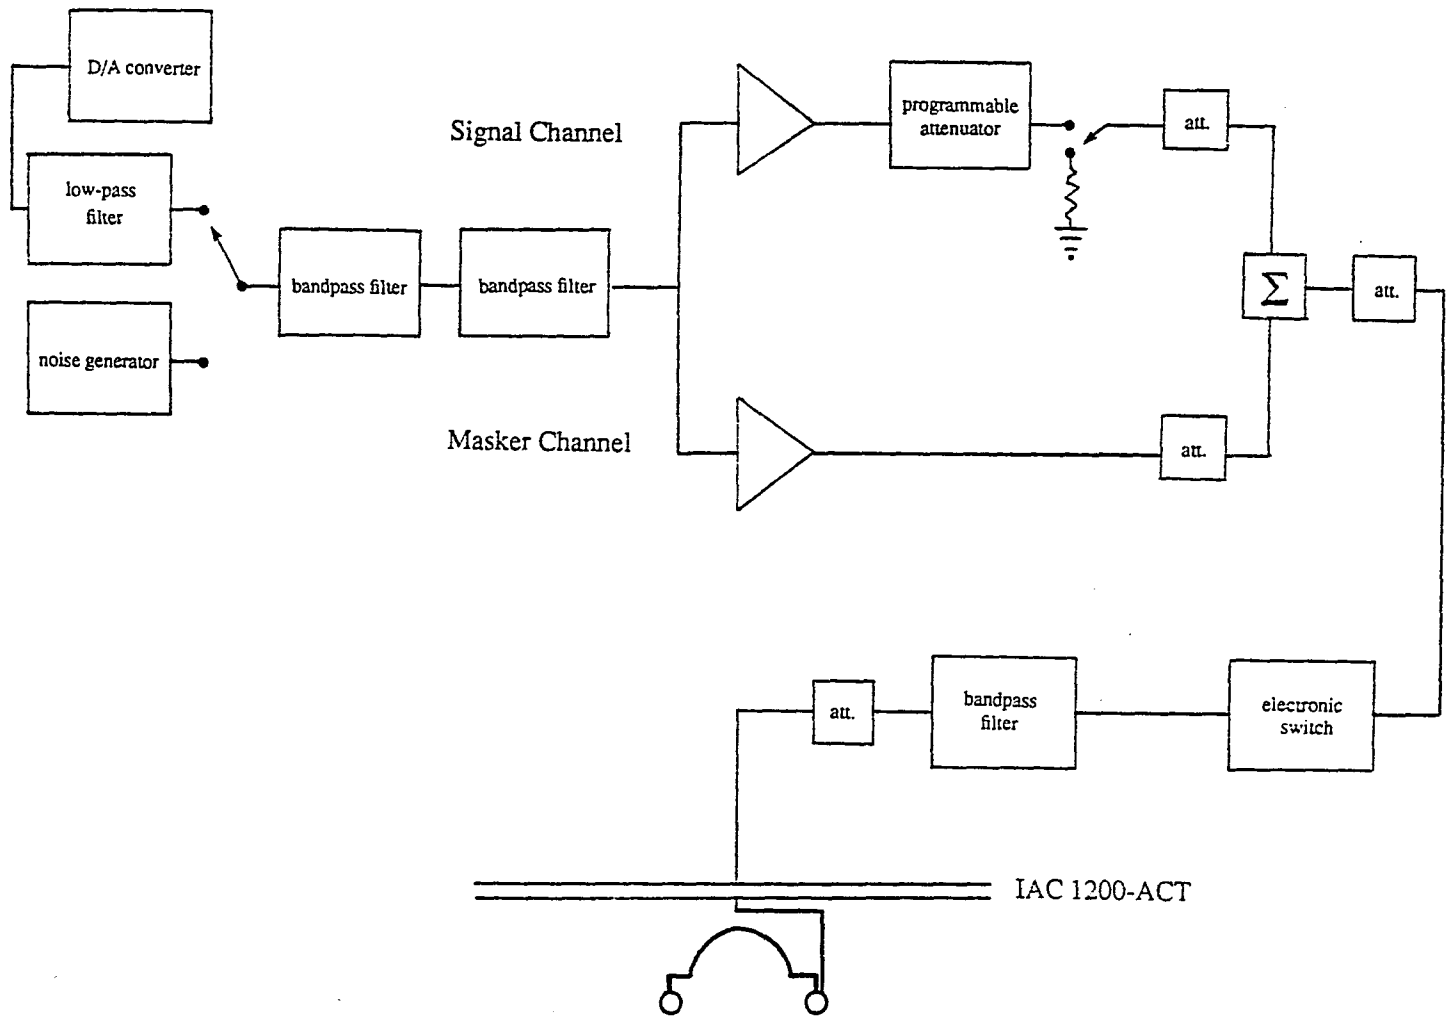 D/A converter
low-pass
filter
noise generator
bandpass filter
bandpass filter
Signal Channel
Masker Channel
programmable
attenuator
att.
att.
Σ
att.
electronic
switch
bandpass
filter
att.
IAC 1200-ACT